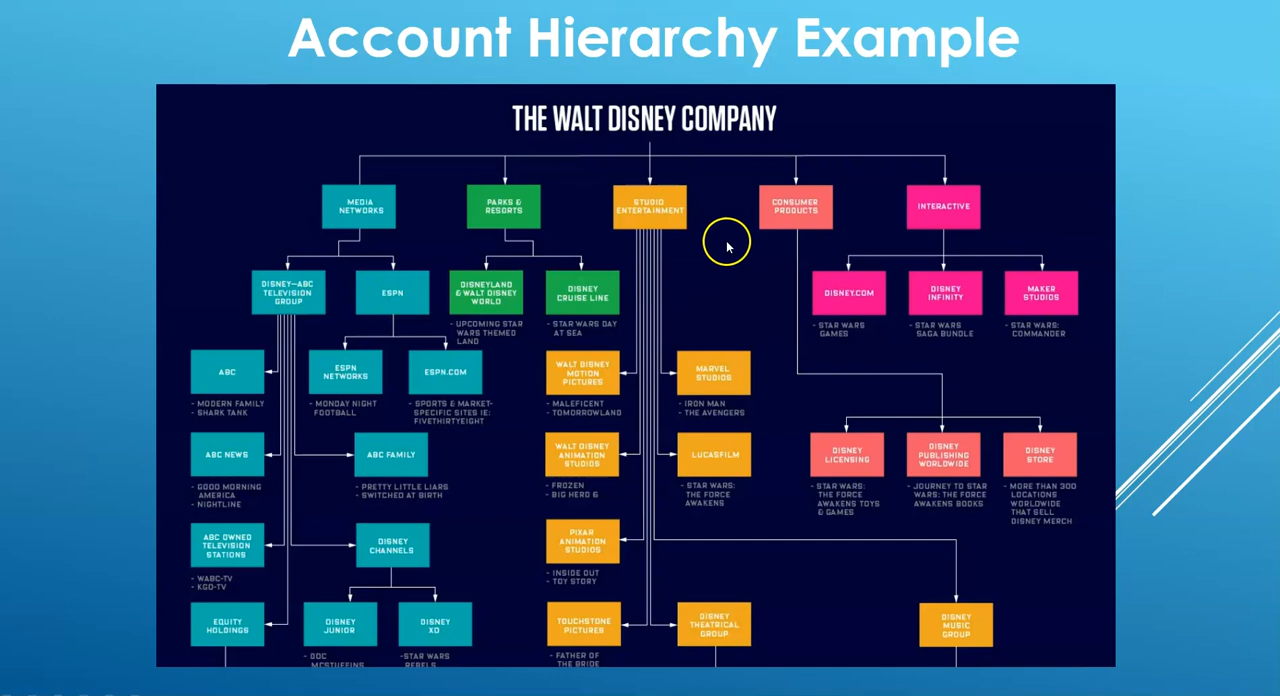 Account Hierarchy Example
THE WALT DISNEY COMPANY
MEDIA
NETWORKS
PARKS &
RESORTS
STUDIO
ENTERTAINMENT
CONSUMER
PRODUCTS
INTERACTIVE
DISNEY—ABC
TELEVISION
GROUP
ESPN
DISNEYLAND
& WALT DISNEY
WORLD
- UPCOMING STAR
WARS THEMED
LAND
DISNEY
CRUISE LINE
- STAR WARS DAY
AT SEA
DISNEY.COM
- STAR WARS
GAMES
DISNEY
INFINITY
- STAR WARS
SAGA BUNDLE
MAKER
STUDIOS
- STAR WARS:
COMMANDER
ABC
- MODERN FAMILY
- SHARK TANK
ESPN
NETWORKS
- MONDAY NIGHT
FOOTBALL
ESPN.COM
- SPORTS & MARKET-
SPECIFIC SITES IE:
FIVETHIRTYEIGHT
WALT DISNEY
MOTION
PICTURES
- MALEFICENT
- TOMORROWLAND
MARVEL
STUDIOS
- IRON MAN
- THE AVENGERS
ABC NEWS
- GOOD MORNING
AMERICA
- NIGHTLINE
ABC FAMILY
- PRETTY LITTLE LIARS
- SWITCHED AT BIRTH
WALT DISNEY
ANIMATION
STUDIOS
- FROZEN
- BIG HERO 6
LUCASFILM
- STAR WARS:
THE FORCE
AWAKENS
DISNEY
LICENSING
- STAR WARS:
THE FORCE
AWAKENS TOYS
& GAMES
DISNEY
PUBLISHING
WORLDWIDE
- JOURNEY TO STAR
WARS: THE FORCE
AWAKENS BOOKS
DISNEY
STORE
- MORE THAN 300
LOCATIONS
WORLDWIDE
THAT SELL
DISNEY MERCH
ABC OWNED
TELEVISION
STATIONS
- WABC-TV
- KGO-TV
DISNEY
CHANNELS
PIXAR
ANIMATION
STUDIOS
- INSIDE OUT
- TOY STORY
EQUITY
HOLDINGS
DISNEY
JUNIOR
- DOC
MCSTUFFINS
DISNEY
XD
-STAR WARS
REBELS
TOUCHSTONE
PICTURES
- FATHER OF
THE BRIDE
DISNEY
THEATRICAL
GROUP
DISNEY
MUSIC
GROUP